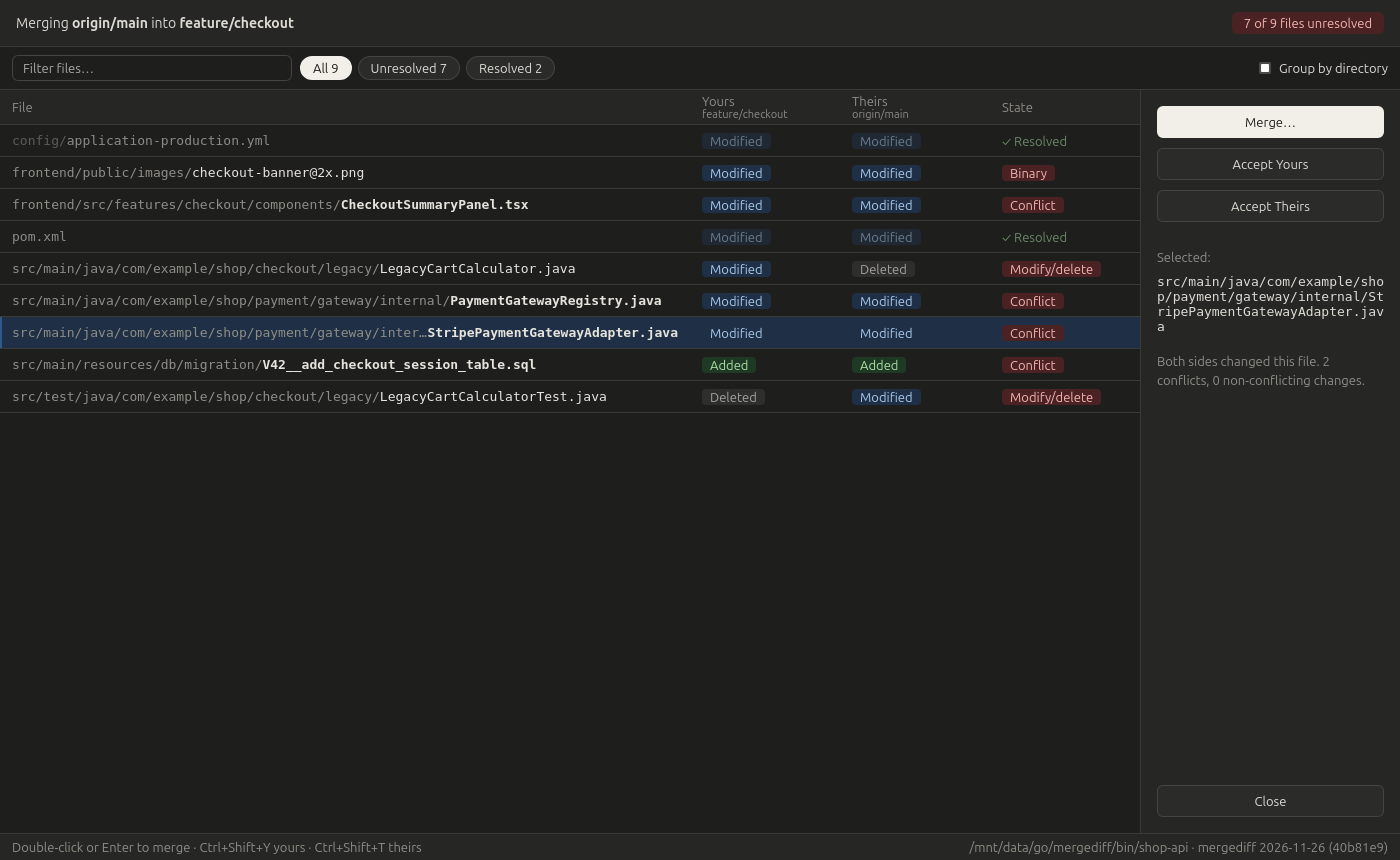 Merging origin/main into feature/checkout
7 of 9 files unresolved
Filter files…
All 9
Unresolved 7
Resolved 2
Group by directory
File
Yours
feature/checkout
Theirs
origin/main
State
config/application-production.yml Modified Modified ✓ Resolved
frontend/public/images/checkout-banner@2x.png Modified Modified Binary
frontend/src/features/checkout/components/CheckoutSummaryPanel.tsx Modified Modified Conflict
pom.xml Modified Modified ✓ Resolved
src/main/java/com/example/shop/checkout/legacy/LegacyCartCalculator.java Modified Deleted Modify/delete
src/main/java/com/example/shop/payment/gateway/internal/PaymentGatewayRegistry.java Modified Modified Conflict
src/main/java/com/example/shop/payment/gateway/inter…StripePaymentGatewayAdapter.java Modified Modified Conflict
src/main/resources/db/migration/V42__add_checkout_session_table.sql Added Added Conflict
src/test/java/com/example/shop/checkout/legacy/LegacyCartCalculatorTest.java Deleted Modified Modify/delete
Merge…
Accept Yours
Accept Theirs
Selected:
src/main/java/com/example/sho
p/payment/gateway/internal/St
ripePaymentGatewayAdapter.jav
a
Both sides changed this file. 2
conflicts, 0 non-conflicting changes.
Close
Double-click or Enter to merge · Ctrl+Shift+Y yours · Ctrl+Shift+T theirs
/mnt/data/go/mergediff/bin/shop-api · mergediff 2026-11-26 (40b81e9)